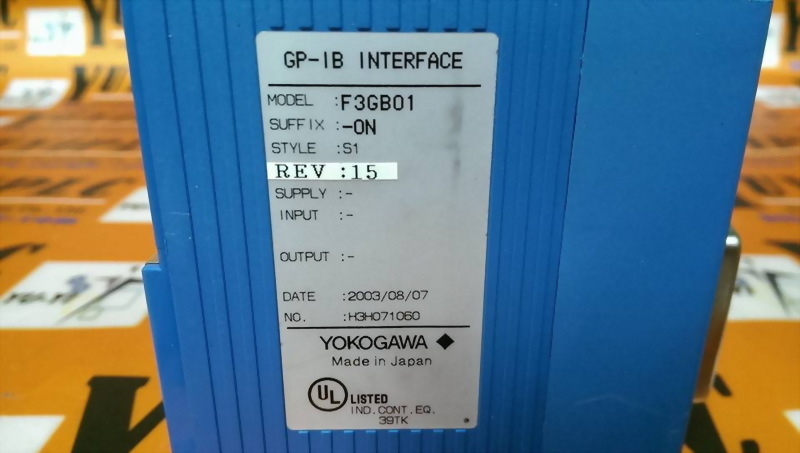 GP-IB INTERFACE
MODEL :F3GB01
SUFFIX :-0N
STYLE :S1
REV :15
SUPPLY :-
INPUT :-
OUTPUT :-
DATE :2003/08/07
NO. :H3H071060
YOKOGAWA
Made in Japan
UL LISTED
IND.CONT.EQ.
39TK